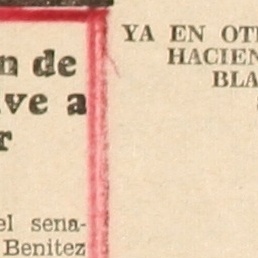 n de
ve a
r
el sena-
Benitez
YA EN OT
HACIEN
BLA